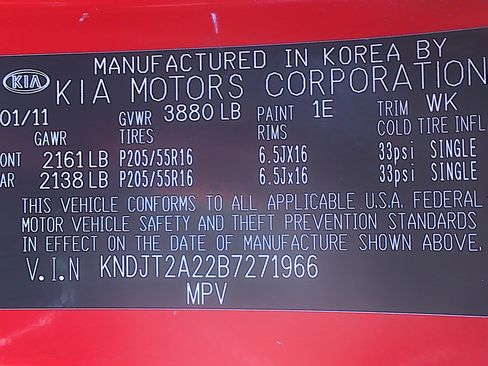 MANUFACTURED IN KOREA BY
KIA KIA MOTORS CORPORATION
01/11 GVWR 3880 LB PAINT 1E TRIM WK
GAWR TIRES RIMS COLD TIRE INFL
ONT 2161 LB P205/55R16 6.5Jx16 33psi SINGLE
AR 2138 LB P205/55R16 6.5Jx16 33psi SINGLE
THIS VEHICLE CONFORMS TO ALL APPLICABLE U.S.A. FEDERAL
MOTOR VEHICLE SAFETY AND THEFT PREVENTION STANDARDS
IN EFFECT ON THE DATE OF MANUFACTURE SHOWN ABOVE.
V.I.N KNDJT2A22B7271966
MPV